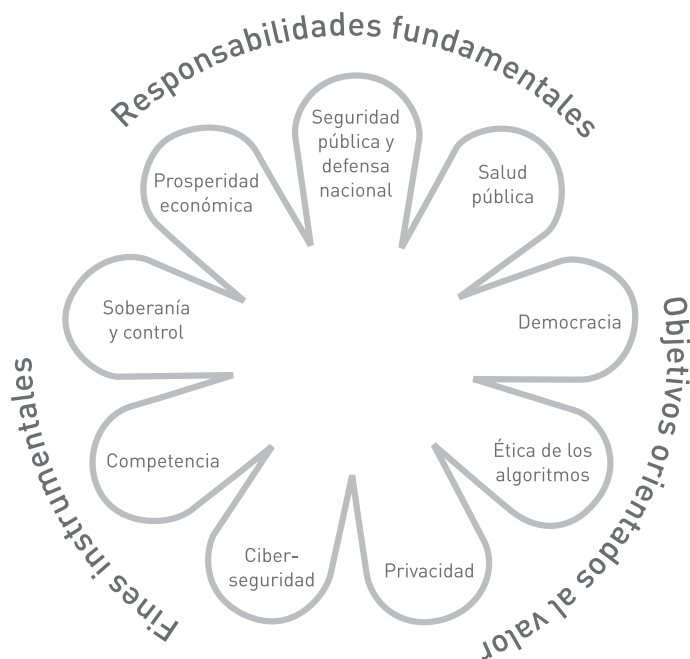 Responsabilidades fundamentales
Seguridad
pública y
defensa
nacional
Prosperidad
económica
Salud
pública
Soberanía
y control
Democracia
Objetivos orientados al valor
Fines instrumentales
Competencia
Ética de los
algoritmos
Ciber-
seguridad
Privacidad